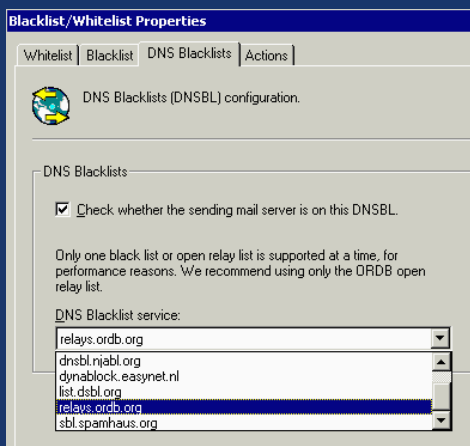 Blacklist/Whitelist Properties
Whitelist Blacklist DNS Blacklists Actions
DNS Blacklists (DNSBL) configuration.
DNS Blacklists
Check whether the sending mail server is on this DNSBL.
Only one black list or open relay list is supported at a time, for
performance reasons. We recommend using only the ORDB open
relay list.
DNS Blacklist service:
relays.ordb.org
dnsbl.njabl.org
dynablock.easynet.nl
list.dsbl.org
relays.ordb.org
sbl.spamhaus.org